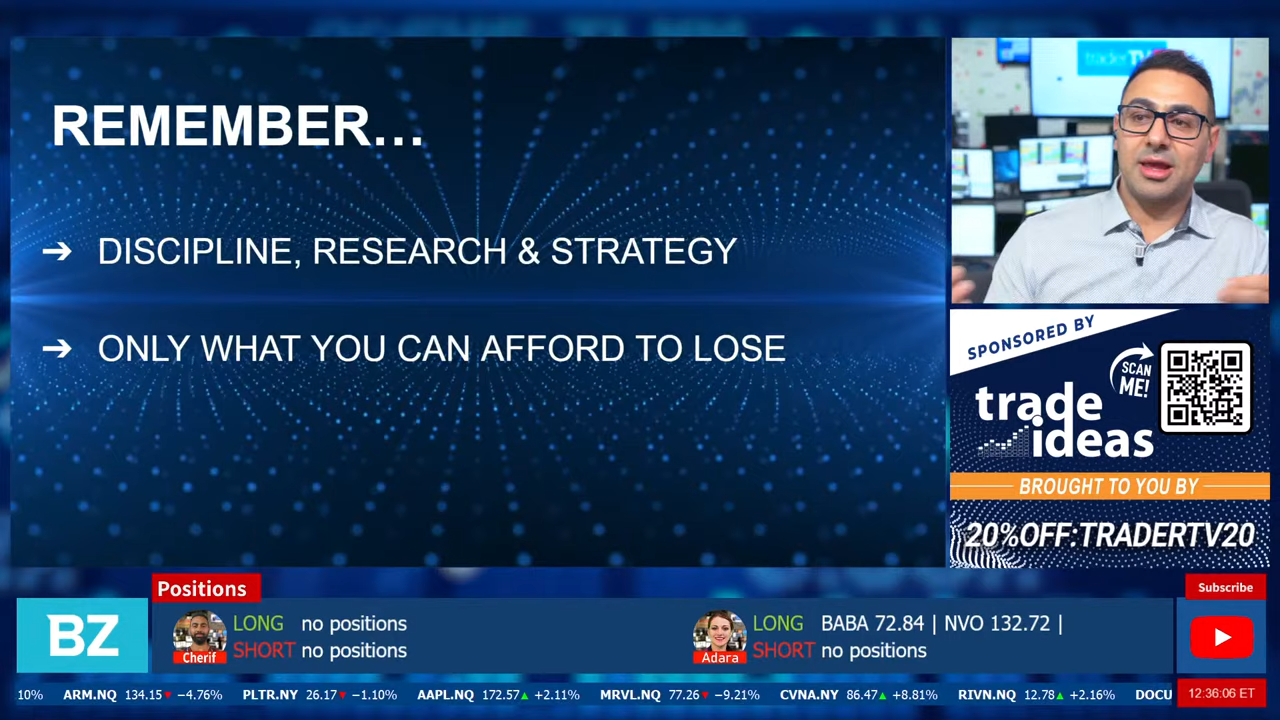 REMEMBER...
➔ DISCIPLINE, RESEARCH & STRATEGY
➔ ONLY WHAT YOU CAN AFFORD TO LOSE
traderTV
SPONSORED BY
SCAN
ME!
trade
ideas
BROUGHT TO YOU BY
20%OFF:TRADERTV20
Positions
BZ
Cherif
LONG no positions
SHORT no positions
Adara
LONG BABA 72.84 | NVO 132.72 |
SHORT no positions
Subscribe
10% ARM.NQ 134.15▼ -4.76% PLTR.NY 26.17▼ -1.10% AAPL.NQ 172.57▲ +2.11% MRVL.NQ 77.26▼ -9.21% CVNA.NY 86.47▲ +8.81% RIVN.NQ 12.78▲ +2.16% DOCU
12:36:06 ET